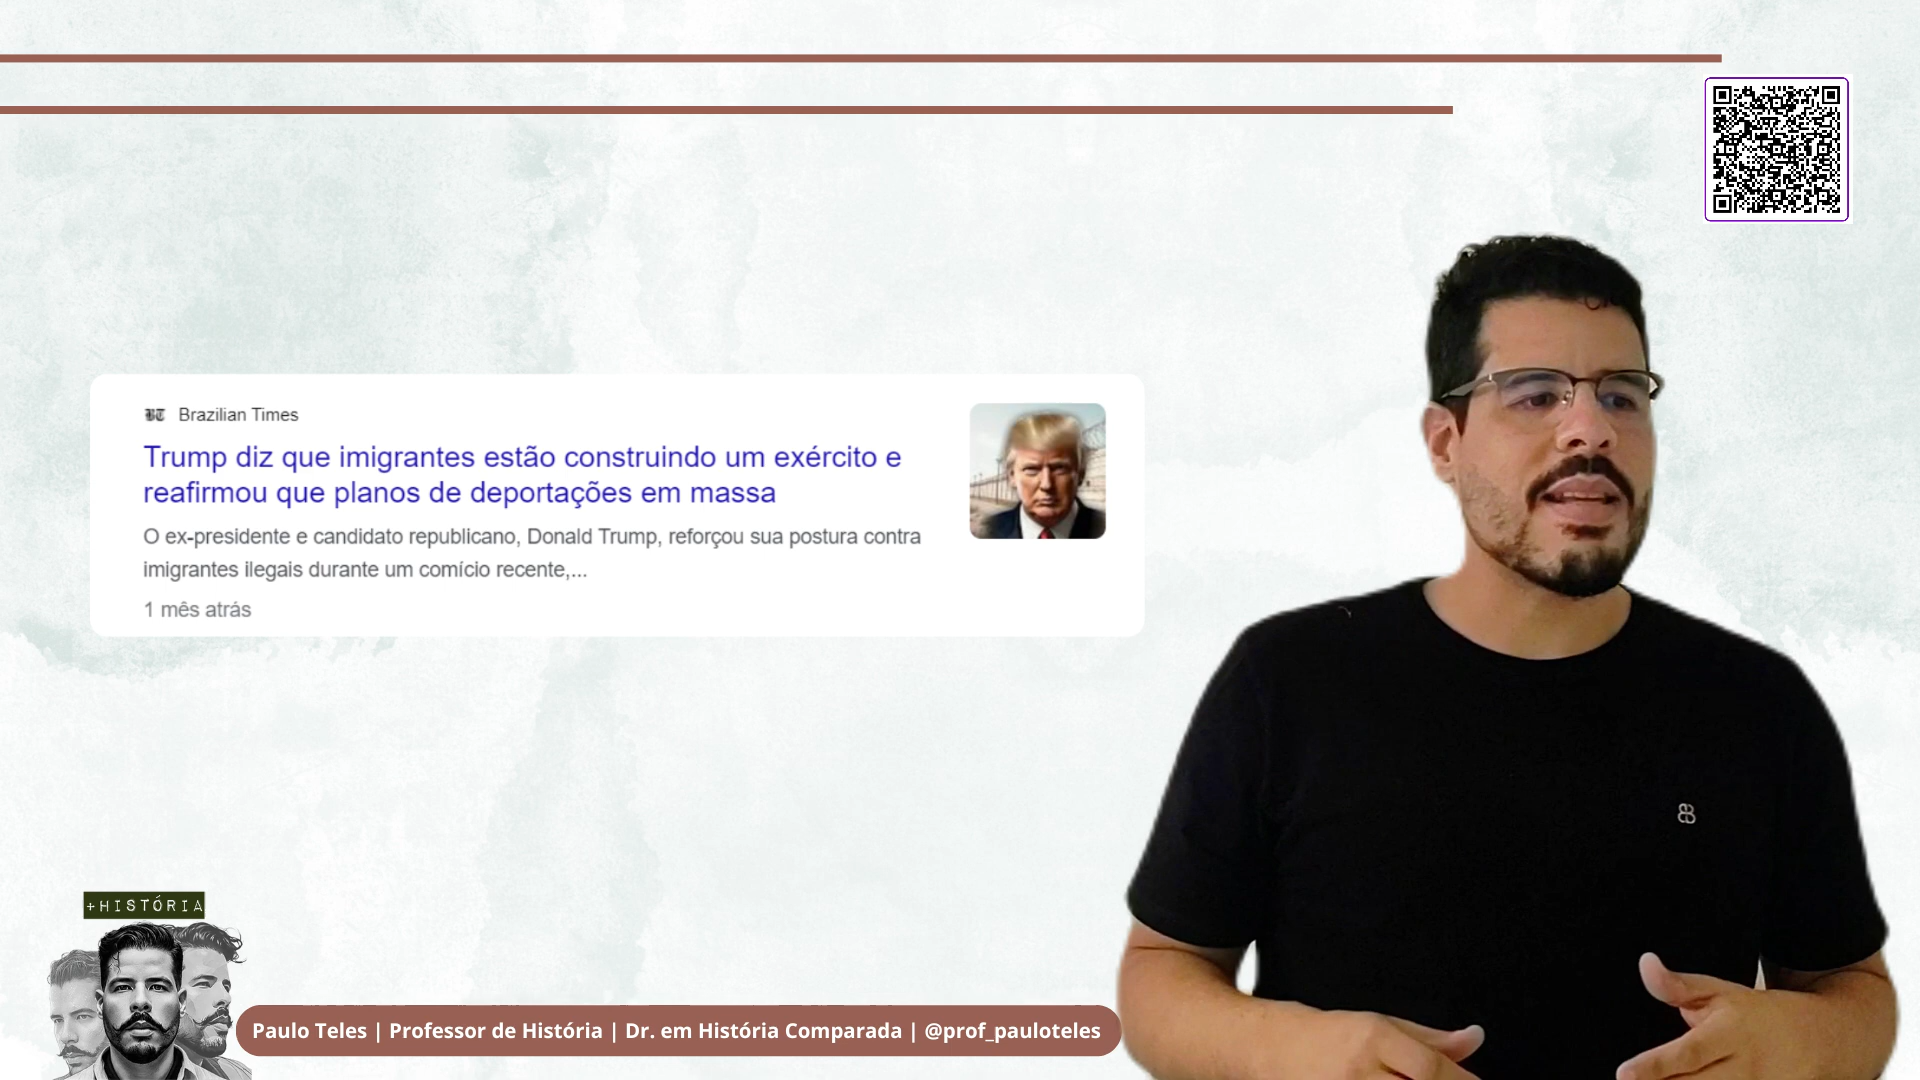 Brazilian Times
Trump diz que imigrantes estão construindo um exército e
reafirmou que planos de deportações em massa
O ex-presidente e candidato republicano, Donald Trump, reforçou sua postura contra
imigrantes ilegais durante um comício recente,...
1 mês atrás
+HISTÓRIA
Paulo Teles | Professor de História | Dr. em História Comparada | @prof_pauloteles